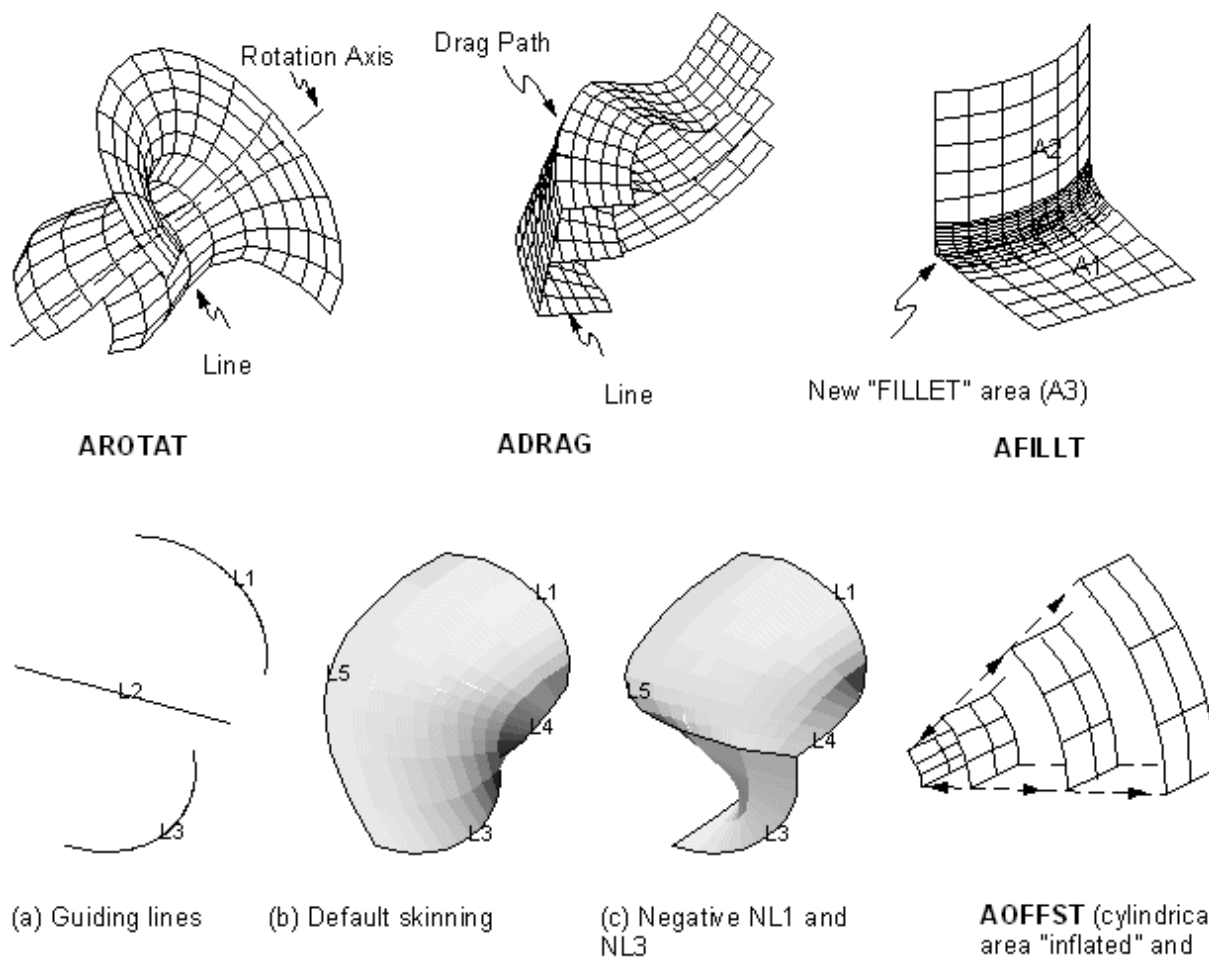 Rotation Axis
Drag Path
A2
A3
A1
Line
Line
New "FILLET" area (A3)
AROTAT
ADRAG
AFILLT
L1
L2
L3
L1
L5
L4
L3
L1
L5
L4
L3
(a) Guiding lines
(b) Default skinning
(c) Negative NL1 and
NL3
AOFFST (cylindrica
area "inflated" and